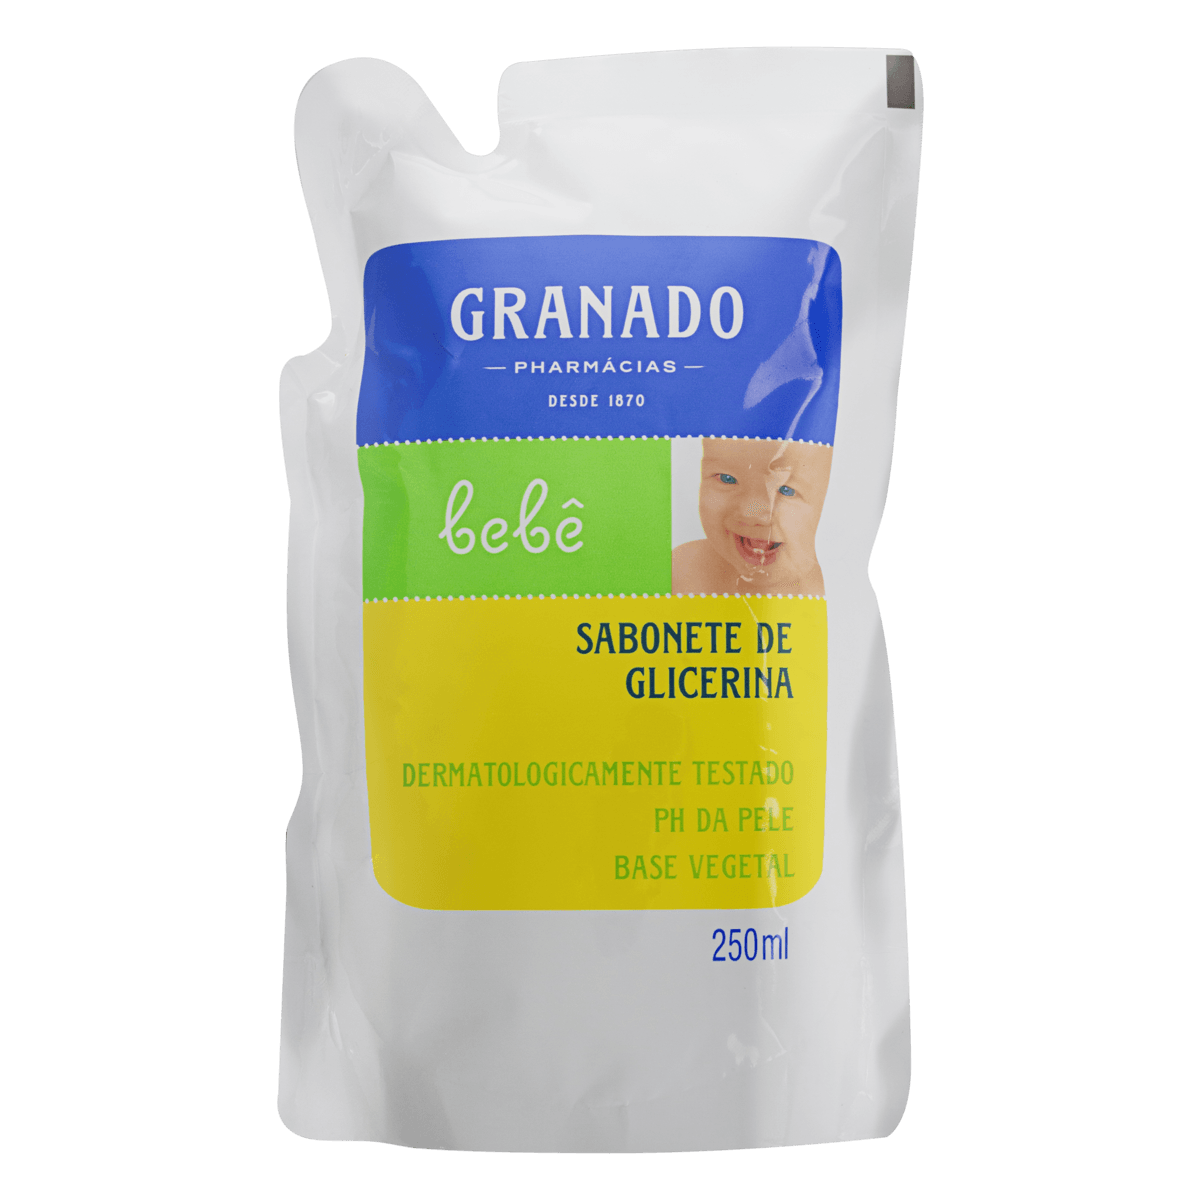 GRANADO
PHARMÁCIAS
DESDE 1870
bebê
SABONETE DE
GLICERINA
DERMATOLOGICAMENTE TESTADO
PH DA PELE
BASE VEGETAL
250ml